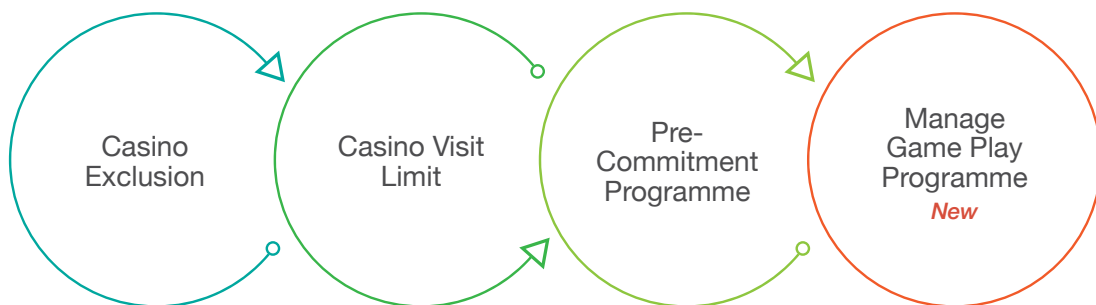 Casino
Exclusion
Casino Visit
Limit
Pre-
Commitment
Programme
Manage
Game Play
Programme
New